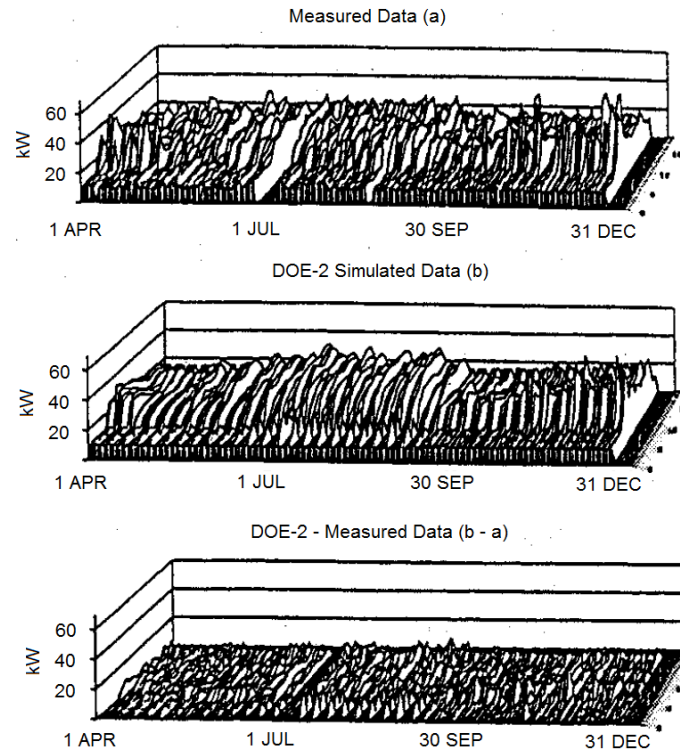 Measured Data (a)
60
40
20
kW
1 APR
1 JUL
30 SEP
31 DEC
DOE-2 Simulated Data (b)
60
40
20
kW
1 APR
1 JUL
30 SEP
31 DEC
DOE-2 - Measured Data (b - a)
60
40
20
kW
1 APR
1 JUL
30 SEP
31 DEC